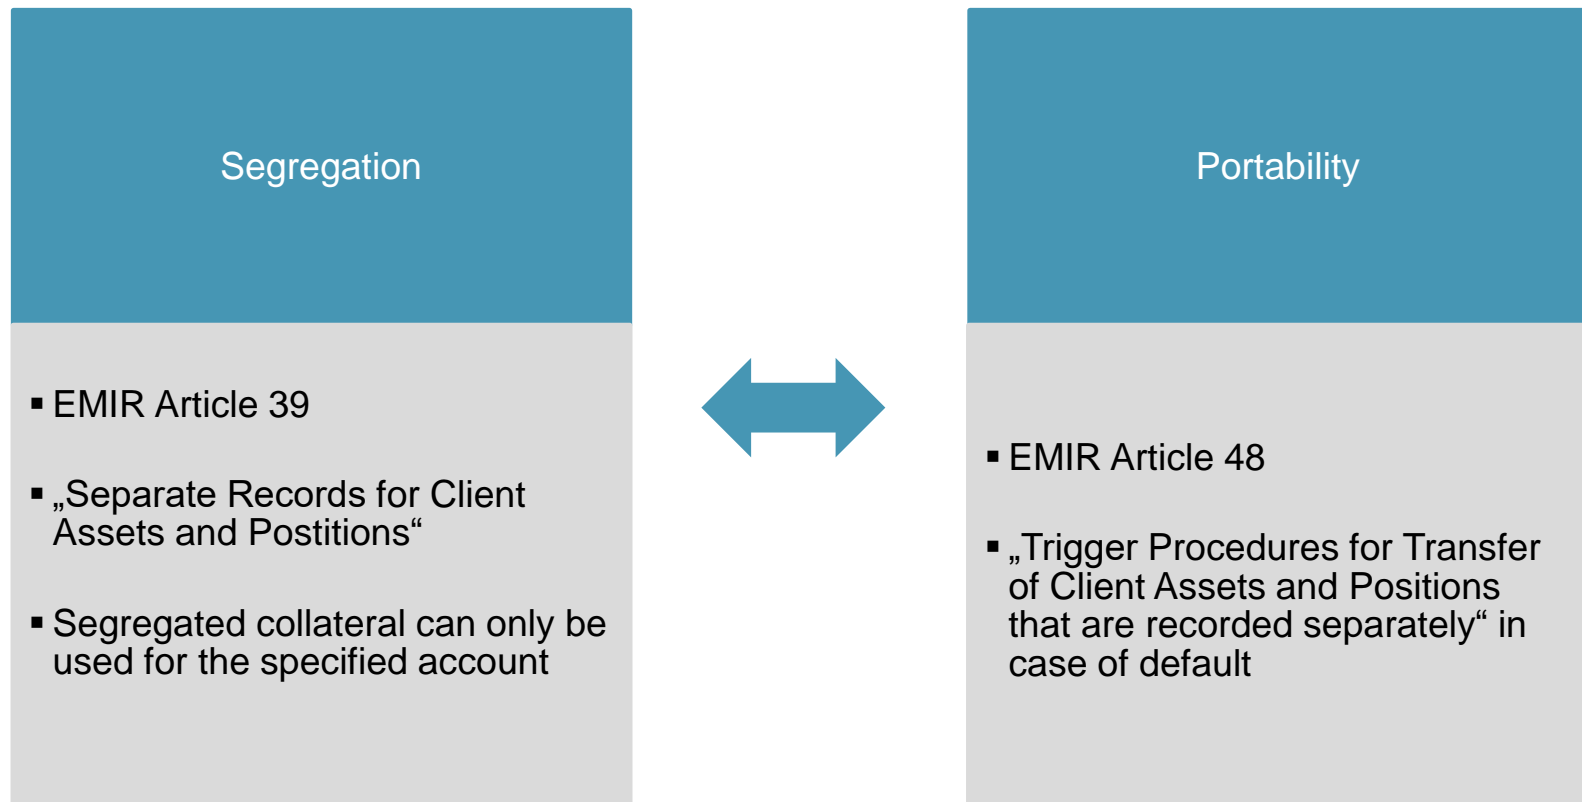 Segregation
▪ EMIR Article 39
▪ „Separate Records for Client
Assets and Postitions“
▪ Segregated collateral can only be
used for the specified account
Portability
▪ EMIR Article 48
▪ „Trigger Procedures for Transfer
of Client Assets and Positions
that are recorded separately“ in
case of default